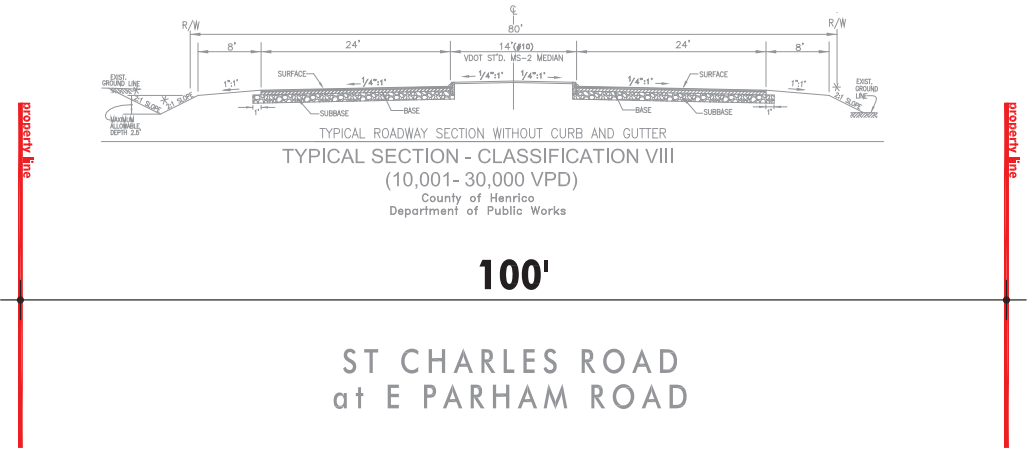 ℄
R/W
80'
R/W
8'
24'
14'(#10)
24'
8'
VDOT ST'D. MS-2 MEDIAN
EXIST.
GROUND LINE
1":1'
SURFACE
1/4":1'
1/4":1'
1/4":1'
1/4":1'
SURFACE
1":1'
EXIST.
GROUND
LINE
2:1 SLOPE
2:1 SLOPE
2:1 SLOPE
MAXIMUM
ALLOWABLE
DEPTH 2.5'
1'
SUBBASE
BASE
BASE
SUBBASE
1'
property line
property line
TYPICAL ROADWAY SECTION WITHOUT CURB AND GUTTER
TYPICAL SECTION - CLASSIFICATION VIII
(10,001- 30,000 VPD)
County of Henrico
Department of Public Works
100'
ST CHARLES ROAD
at E PARHAM ROAD